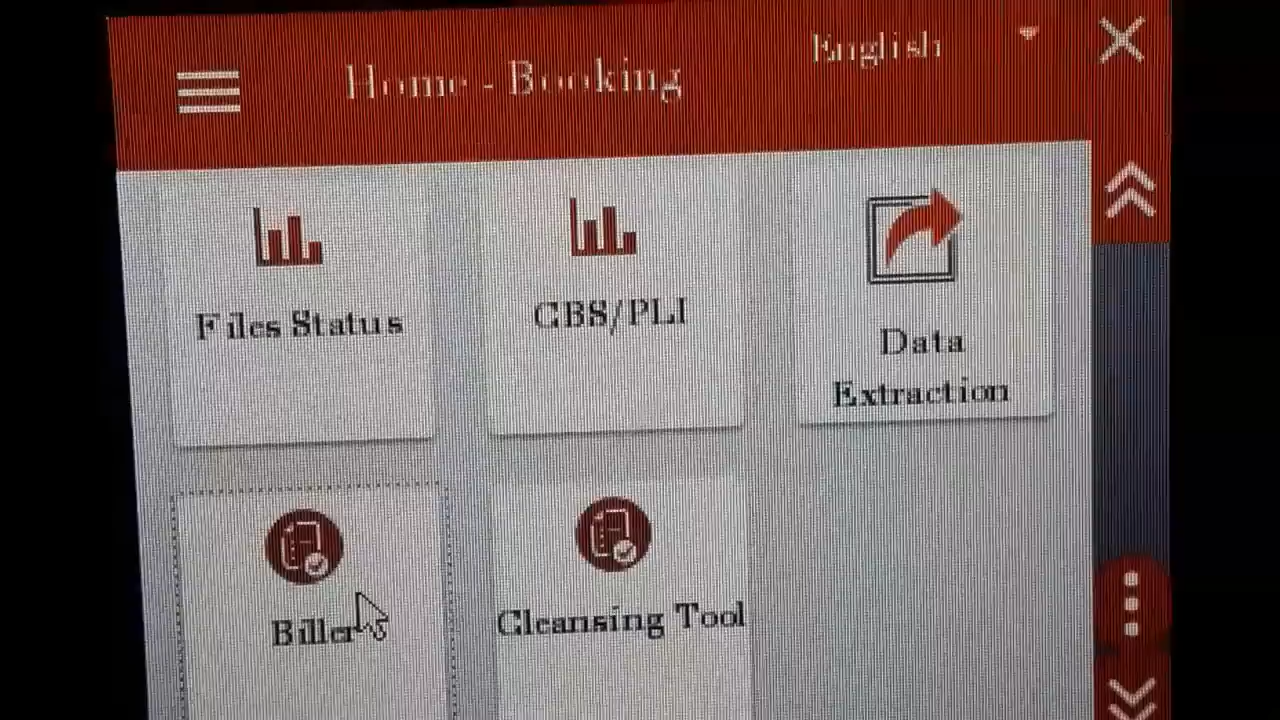 Home - Booking
English
Files Status
CBS/PLI
Data
Extraction
Biller
Cleansing Tool